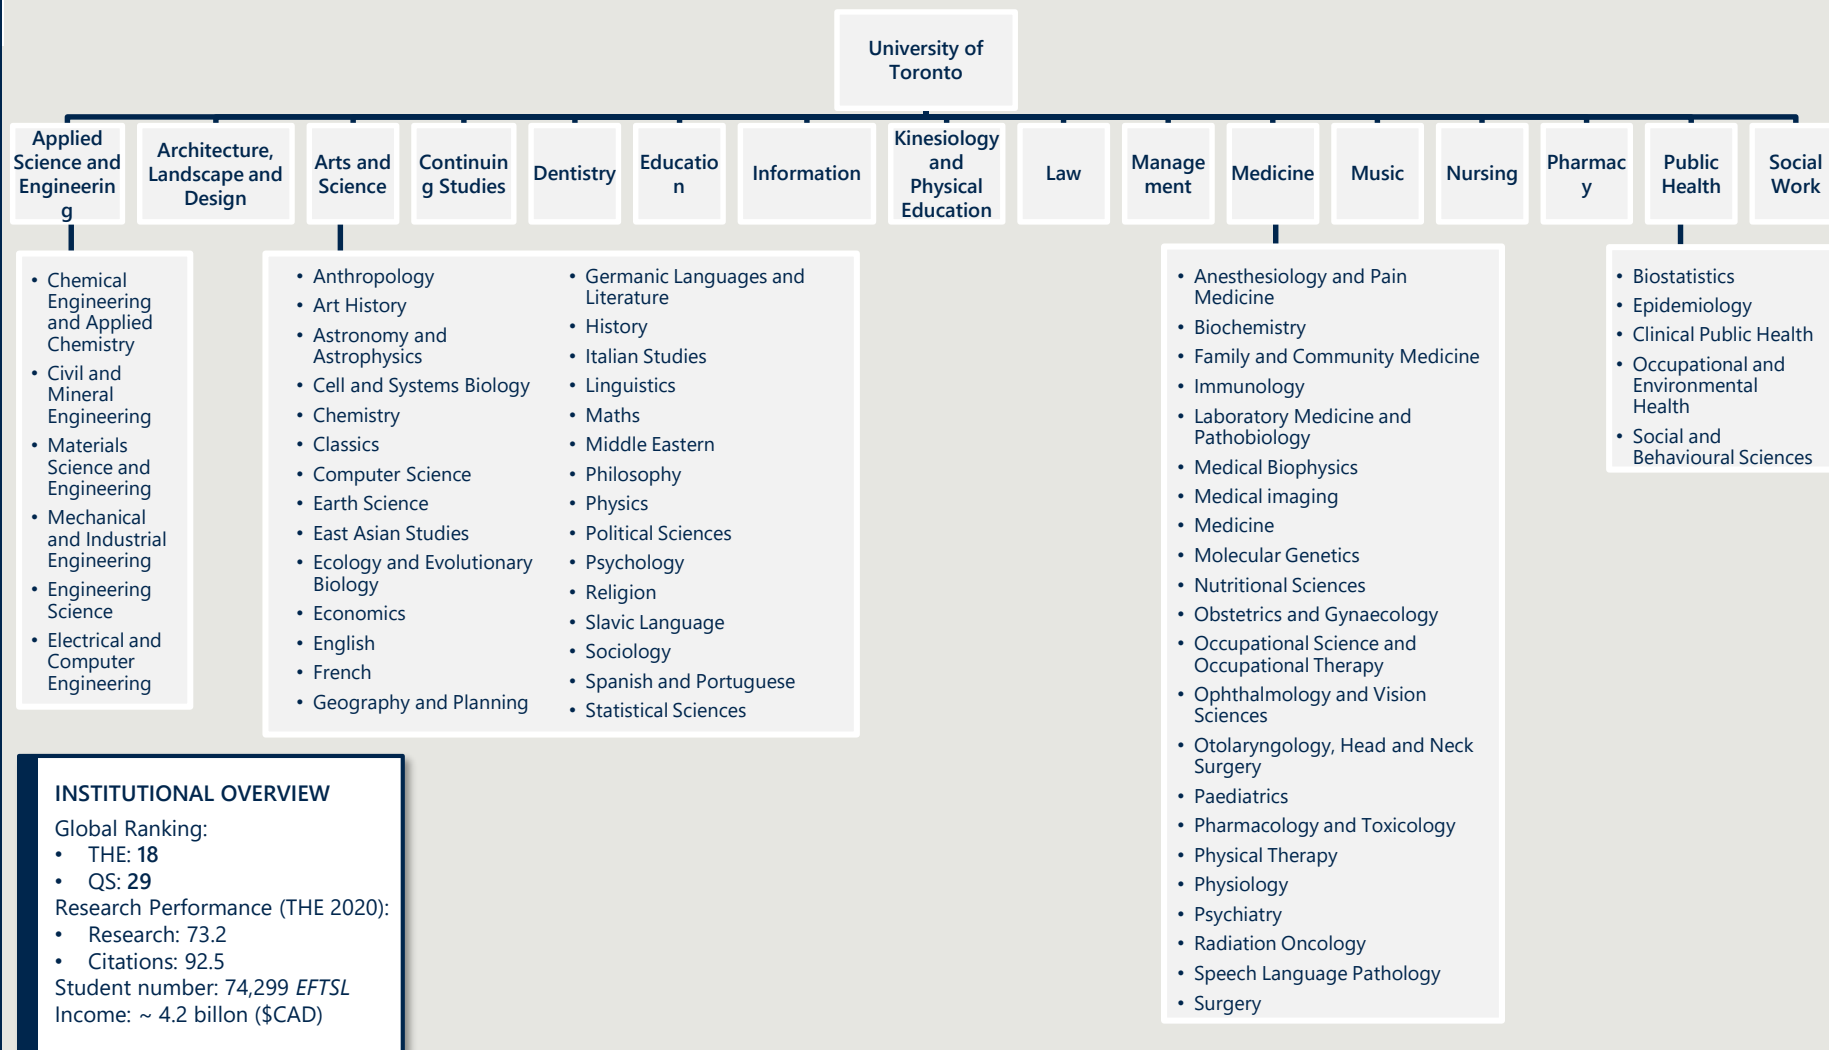 University of
Toronto
Applied
Science and
Engineerin
g
Architecture,
Landscape and
Design
Arts and
Science
Continuin
g Studies
Dentistry
Educatio
n
Information
Kinesiology
and
Physical
Education
Law
Manage
ment
Medicine
Music
Nursing
Pharmac
y
Public
Health
Social
Work
• Chemical
Engineering
and Applied
Chemistry
• Civil and
Mineral
Engineering
• Materials
Science and
Engineering
• Mechanical
and Industrial
Engineering
• Engineering
Science
• Electrical and
Computer
Engineering
• Anthropology
• Art History
• Astronomy and
Astrophysics
• Cell and Systems Biology
• Chemistry
• Classics
• Computer Science
• Earth Science
• East Asian Studies
• Ecology and Evolutionary
Biology
• Economics
• English
• French
• Geography and Planning
• Germanic Languages and
Literature
• History
• Italian Studies
• Linguistics
• Maths
• Middle Eastern
• Philosophy
• Physics
• Political Sciences
• Psychology
• Religion
• Slavic Language
• Sociology
• Spanish and Portuguese
• Statistical Sciences
• Anesthesiology and Pain
Medicine
• Biochemistry
• Family and Community Medicine
• Immunology
• Laboratory Medicine and
Pathobiology
• Medical Biophysics
• Medical imaging
• Medicine
• Molecular Genetics
• Nutritional Sciences
• Obstetrics and Gynaecology
• Occupational Science and
Occupational Therapy
• Ophthalmology and Vision
Sciences
• Otolaryngology, Head and Neck
Surgery
• Paediatrics
• Pharmacology and Toxicology
• Physical Therapy
• Physiology
• Psychiatry
• Radiation Oncology
• Speech Language Pathology
• Surgery
• Biostatistics
• Epidemiology
• Clinical Public Health
• Occupational and
Environmental
Health
• Social and
Behavioural Sciences
INSTITUTIONAL OVERVIEW
Global Ranking:
• THE: 18
• QS: 29
Research Performance (THE 2020):
• Research: 73.2
• Citations: 92.5
Student number: 74,299 EFTSL
Income: ~ 4.2 billon ($CAD)